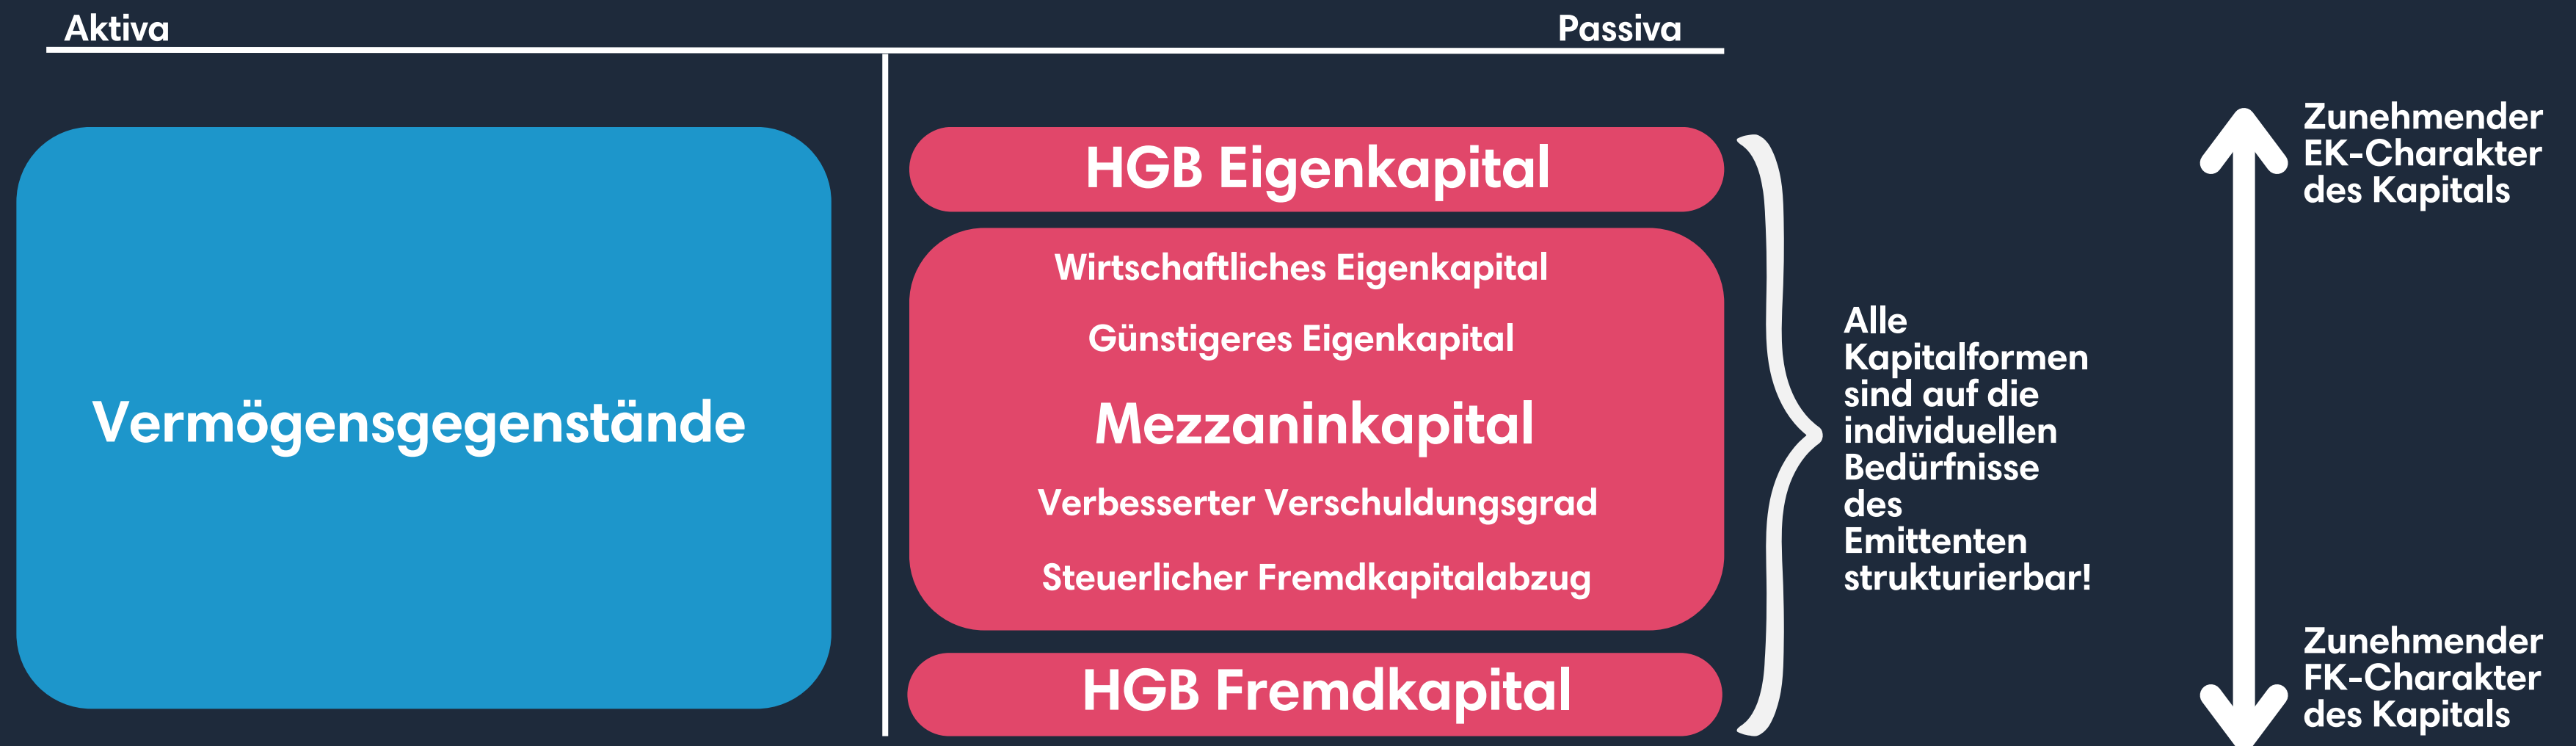 Aktiva
Passiva
Vermögensgegenstände
HGB Eigenkapital
Wirtschaftliches Eigenkapital
Günstigeres Eigenkapital
Mezzaninkapital
Verbesserter Verschuldungsgrad
Steuerlicher Fremdkapitalabzug
HGB Fremdkapital
Alle
Kapitalformen
sind auf die
individuellen
Bedürfnisse
des
Emittenten
strukturierbar!
Zunehmender
EK-Charakter
des Kapitals
Zunehmender
FK-Charakter
des Kapitals